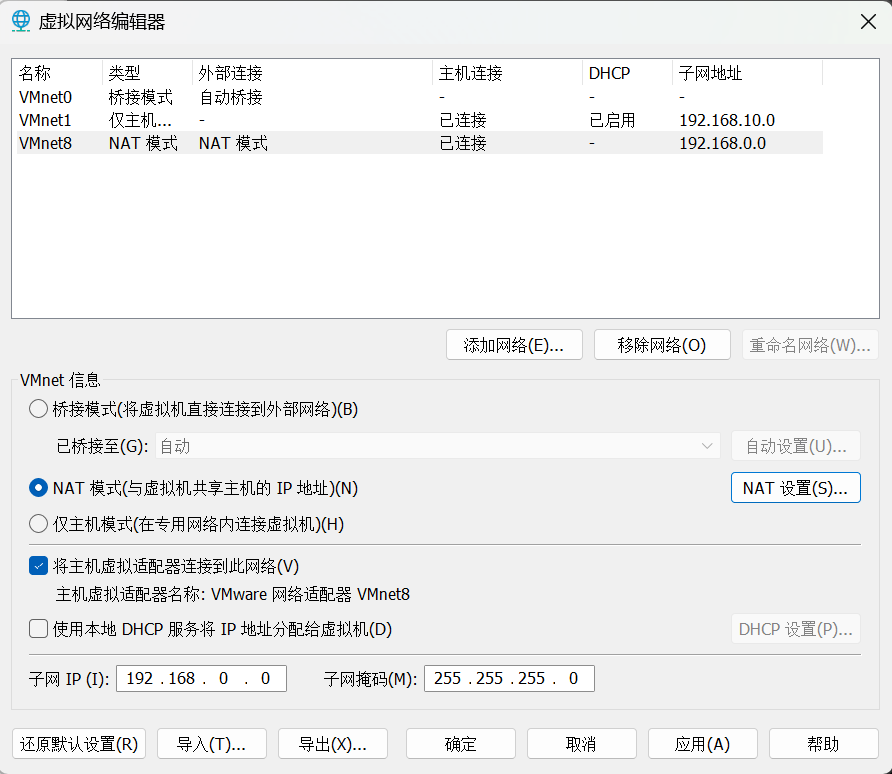 虚拟网络编辑器
名称 类型 外部连接 主机连接 DHCP 子网地址
VMnet0 桥接模式 自动桥接 - - -
VMnet1 仅主机... - 已连接 已启用 192.168.10.0
VMnet8 NAT 模式 NAT 模式 已连接 - 192.168.0.0
添加网络(E)... 移除网络(O) 重命名网络(W)...
VMnet 信息
桥接模式(将虚拟机直接连接到外部网络)(B)
已桥接至(G): 自动 自动设置(U)...
NAT 模式(与虚拟机共享主机的 IP 地址)(N) NAT 设置(S)...
仅主机模式(在专用网络内连接虚拟机)(H)
将主机虚拟适配器连接到此网络(V)
主机虚拟适配器名称: VMware 网络适配器 VMnet8
使用本地 DHCP 服务将 IP 地址分配给虚拟机(D) DHCP 设置(P)...
子网 IP (I): 192 . 168 . 0 . 0 子网掩码(M): 255 . 255 . 255 . 0
还原默认设置(R) 导入(T)... 导出(X)... 确定 取消 应用(A) 帮助